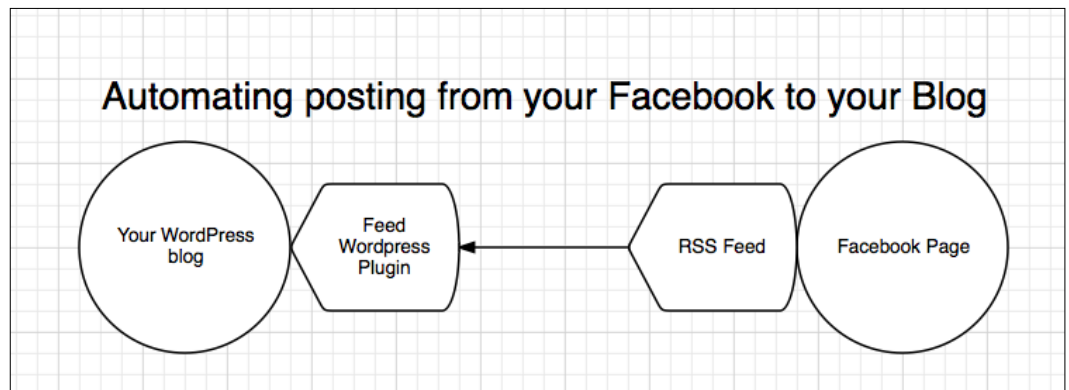 Automating posting from your Facebook to your Blog
Your WordPress
blog
Feed
Wordpress
Plugin
RSS Feed
Facebook Page